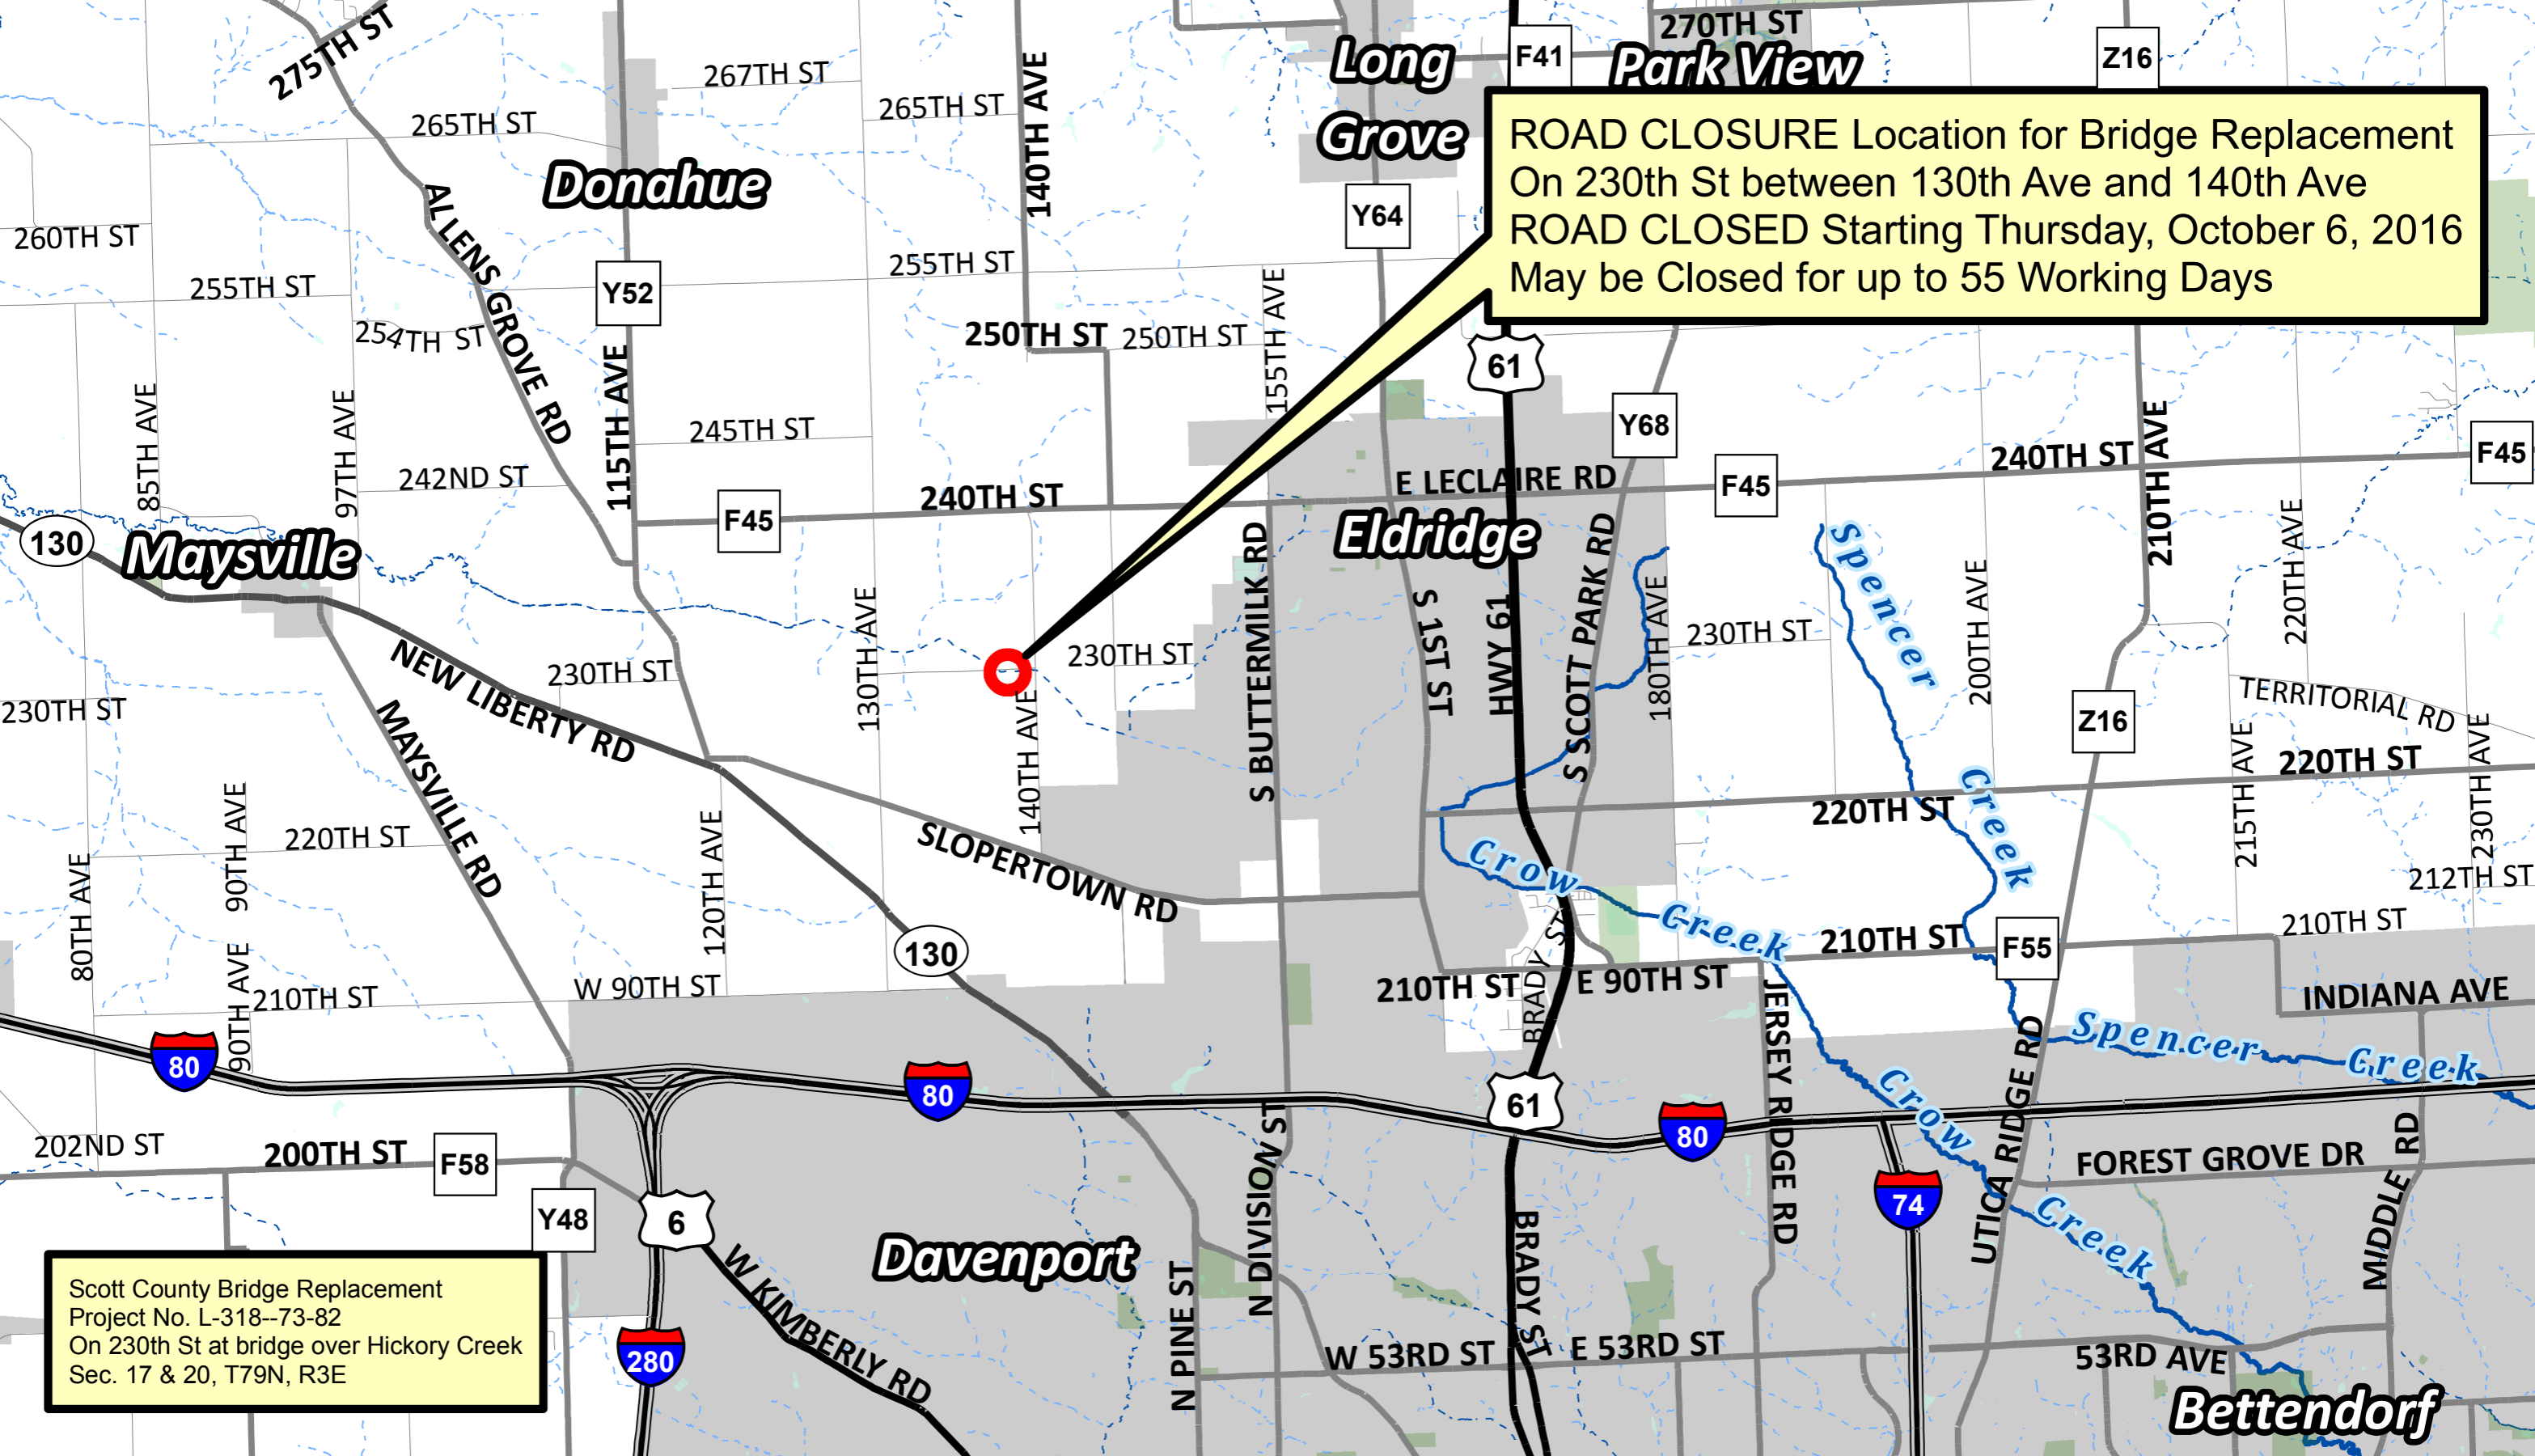 275TH ST
267TH ST
265TH ST
265TH ST
140TH AVE
Long
Grove
F41
270TH ST
Park View
Z16
ROAD CLOSURE Location for Bridge Replacement
On 230th St between 130th Ave and 140th Ave
ROAD CLOSED Starting Thursday, October 6, 2016
May be Closed for up to 55 Working Days
Donahue
ALLENS GROVE RD
Y64
260TH ST
255TH ST
255TH ST
Y52
254TH ST
250TH ST
250TH ST
155TH AVE
61
115TH AVE
85TH AVE
97TH AVE
245TH ST
242ND ST
Y68
240TH ST
F45
E LECLAIRE RD
F45
240TH ST
F45
210TH AVE
130
Maysville
Eldridge
Spencer
Creek
220TH AVE
200TH AVE
180TH AVE
S SCOTT PARK RD
HWY 61
S 1ST ST
S BUTTERMILK RD
130TH AVE
230TH ST
230TH ST
230TH ST
230TH ST
NEW LIBERTY RD
MAYSVILLE RD
140TH AVE
Z16
TERRITORIAL RD
220TH ST
220TH ST
215TH AVE
230TH AVE
212TH ST
220TH ST
90TH AVE
80TH AVE
120TH AVE
SLOPERTOWN RD
Crow
Creek
130
BRADY ST
210TH ST
F55
210TH ST
90TH AVE
210TH ST
W 90TH ST
210TH ST
BRADY
E 90TH ST
JERSEY RIDGE RD
INDIANA AVE
Spencer
Creek
80
80
61
80
Crow
Creek
UTICA RIDGE RD
202ND ST
200TH ST
F58
Y48
6
N DIVISION ST
74
FOREST GROVE DR
MIDDLE RD
Davenport
BRADY ST
N PINE ST
W KIMBERLY RD
Scott County Bridge Replacement
Project No. L-318--73-82
On 230th St at bridge over Hickory Creek
Sec. 17 & 20, T79N, R3E
280
W 53RD ST
E 53RD ST
53RD AVE
Bettendorf